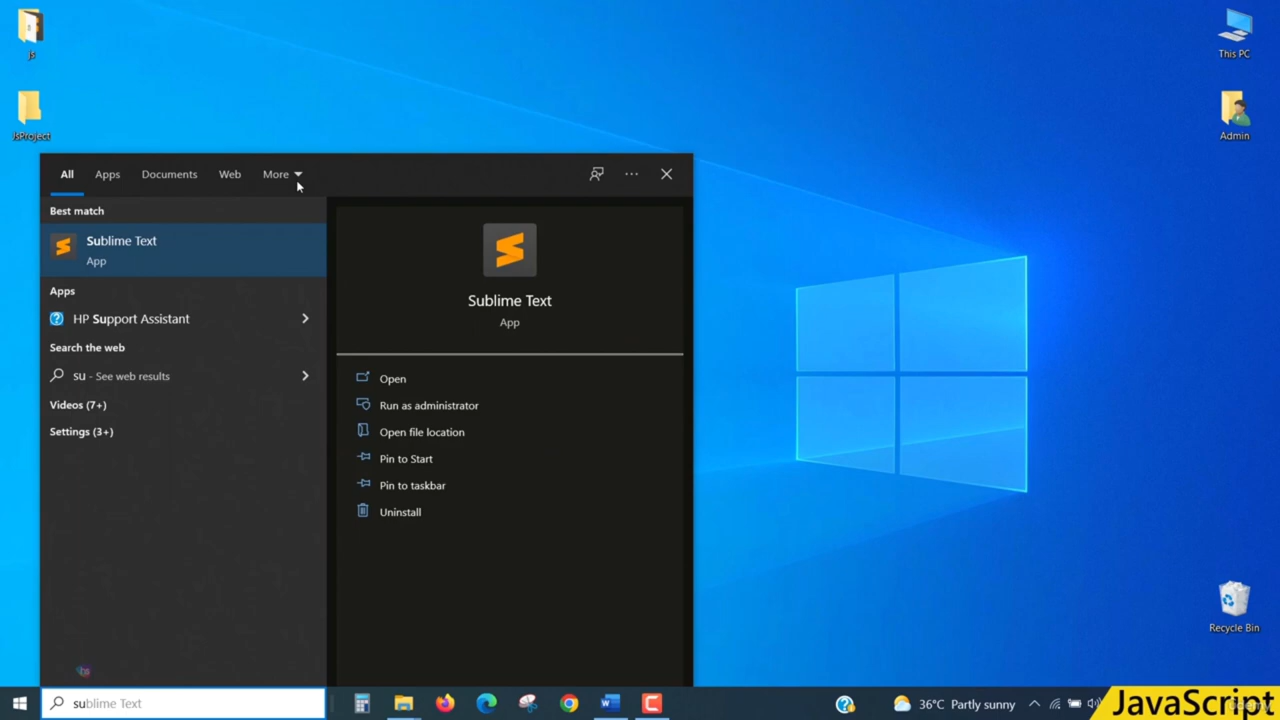 js
JsProject
This PC
Admin
All Apps Documents Web More
Best match
Sublime Text
App
Apps
HP Support Assistant
Search the web
su - See web results
Videos (7+)
Settings (3+)
Sublime Text
App
Open
Run as administrator
Open file location
Pin to Start
Pin to taskbar
Uninstall
Recycle Bin
sublime Text
36°C Partly sunny
JavaScript